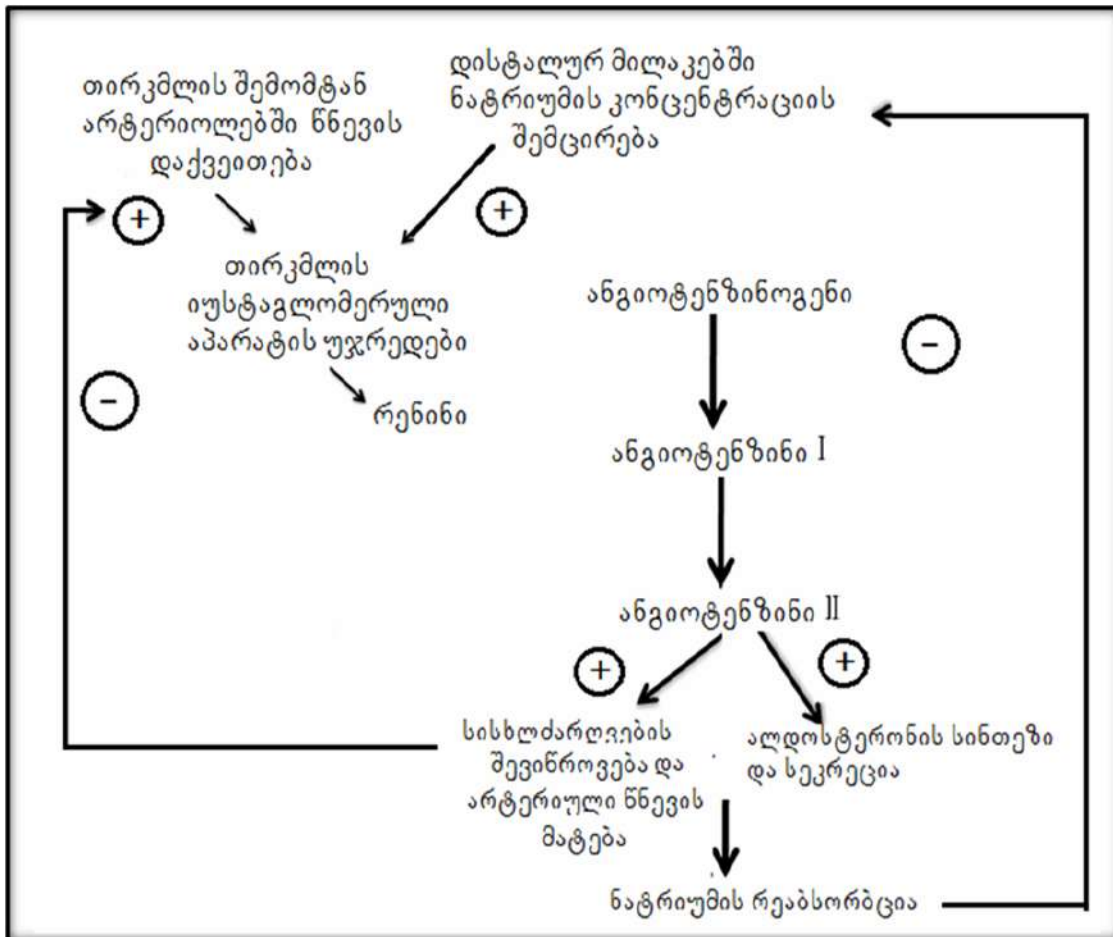 თირკმლის შემომტან
არტერიოლებში წნევის
დაქვეითება
დისტალურ მილაკებში
ნატრიუმის კონცენტრაციის
შემცირება
+
+
თირკმლის
იუსტაგლომერული
აპარატის უჯრედები
რენინი
-
ანგიოტენზინოგენი
-
ანგიოტენზინი I
ანგიოტენზინი II
+
+
სისხლძარღვების
შევიწროვება და
არტერიული წნევის
მატება
ალდოსტერონის სინთეზი
და სეკრეცია
ნატრიუმის რეაბსორბცია